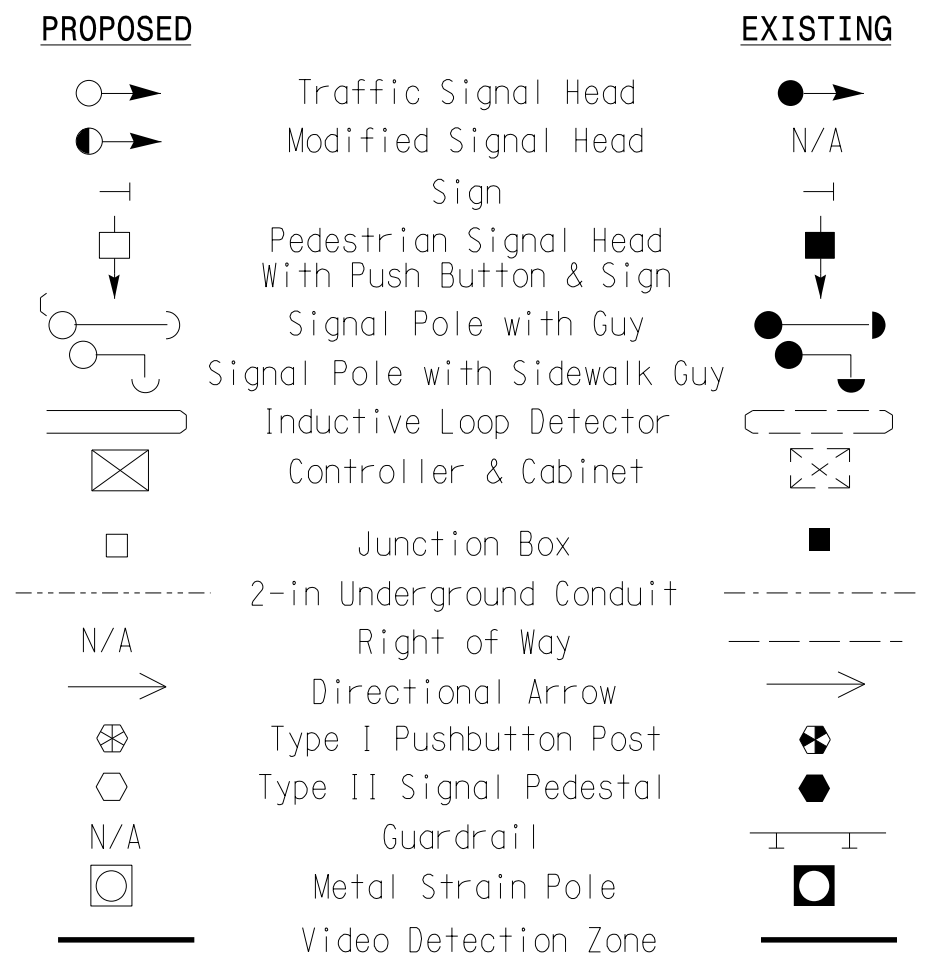 PROPOSED EXISTING
Traffic Signal Head
Modified Signal Head N/A
Sign
Pedestrian Signal Head
With Push Button & Sign
Signal Pole with Guy
Signal Pole with Sidewalk Guy
Inductive Loop Detector
Controller & Cabinet
Junction Box
2-in Underground Conduit
N/A Right of Way
Directional Arrow
Type I Pushbutton Post
Type II Signal Pedestal
N/A Guardrail
Metal Strain Pole
Video Detection Zone